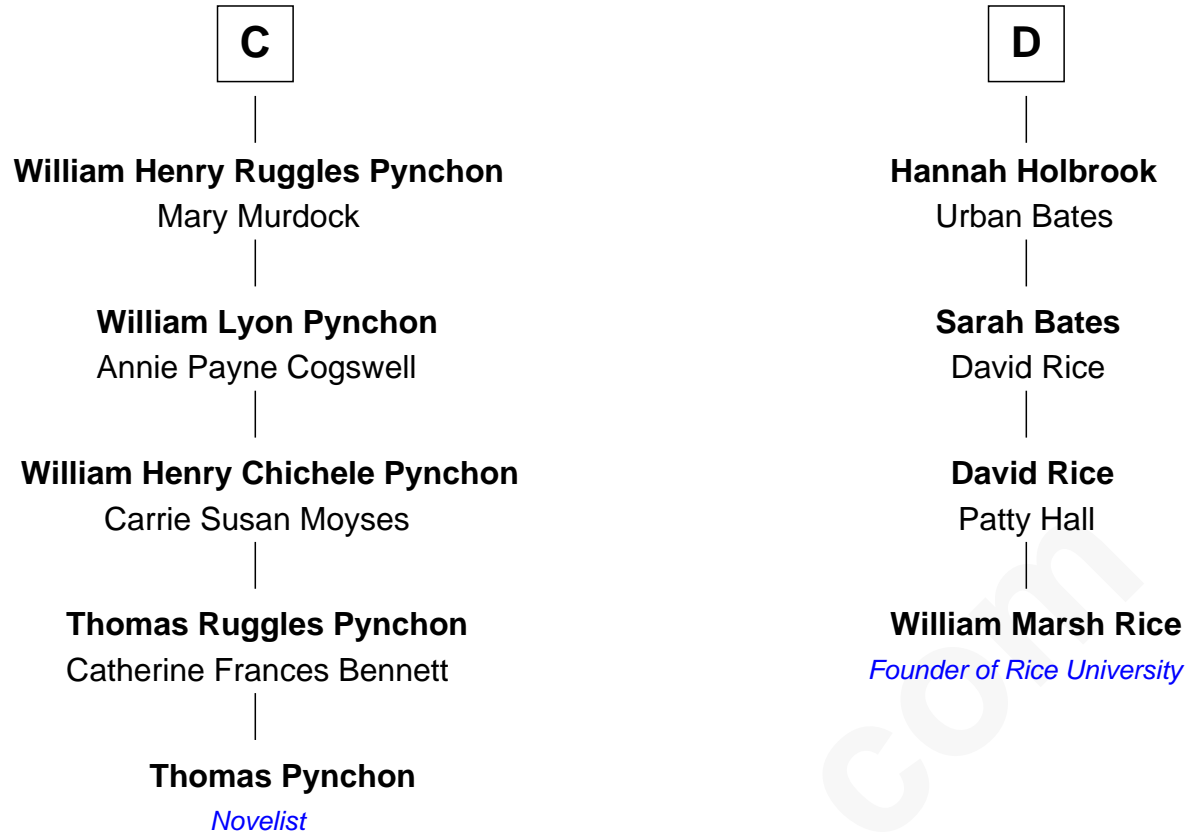 C
William Henry Ruggles Pynchon
Mary Murdock
William Lyon Pynchon
Annie Payne Cogswell
William Henry Chichele Pynchon
Carrie Susan Moyses
Thomas Ruggles Pynchon
Catherine Frances Bennett
Thomas Pynchon
Novelist
D
Hannah Holbrook
Urban Bates
Sarah Bates
David Rice
David Rice
Patty Hall
William Marsh Rice
Founder of Rice University
com